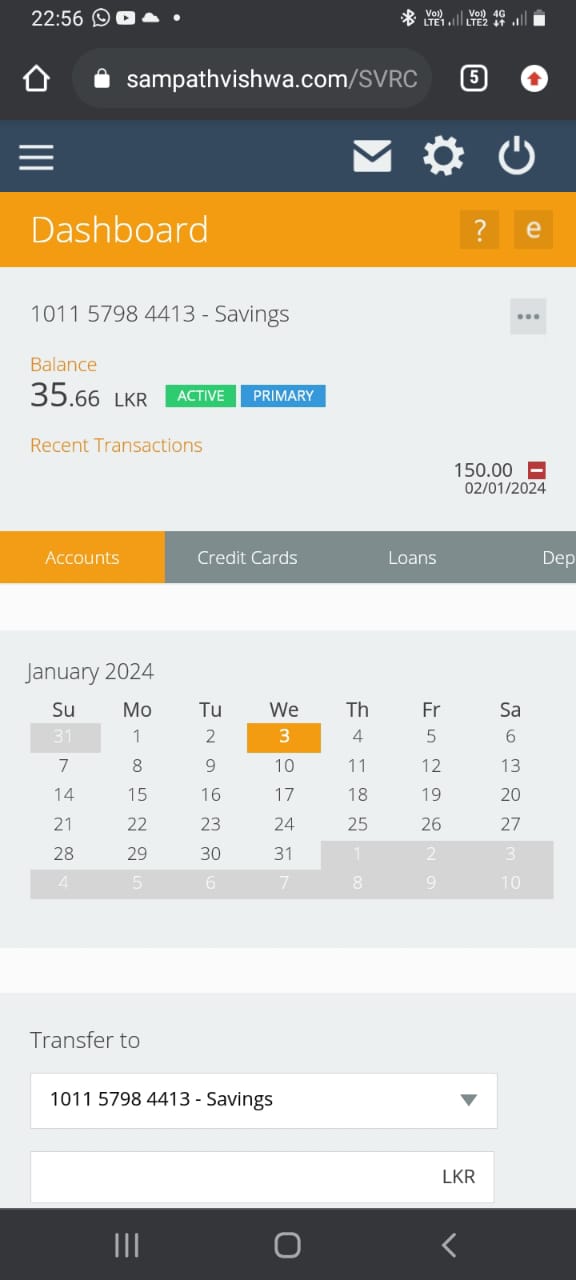 22:56 Vo)) LTE1 Vo)) LTE2 4G
sampathvishwa.com/SVRC 5
Dashboard ? e
1011 5798 4413 - Savings
Balance
35.66 LKR ACTIVE PRIMARY
Recent Transactions
150.00
02/01/2024
Accounts Credit Cards Loans Dep
January 2024
Su Mo Tu We Th Fr Sa
31 1 2 3 4 5 6
7 8 9 10 11 12 13
14 15 16 17 18 19 20
21 22 23 24 25 26 27
28 29 30 31 1 2 3
4 5 6 7 8 9 10
Transfer to
1011 5798 4413 - Savings
LKR